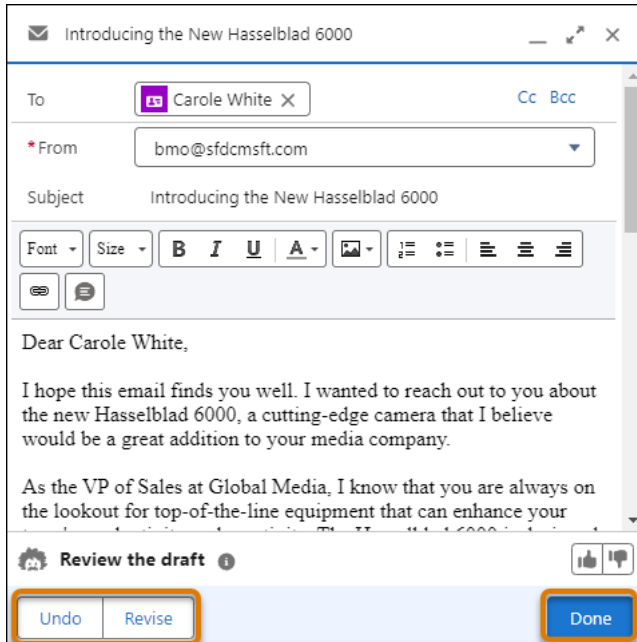 Introducing the New Hasselblad 6000
To Carole White Cc Bcc
*From bmo@sfdcmsft.com
Subject Introducing the New Hasselblad 6000
Font Size B I U A
Dear Carole White,
I hope this email finds you well. I wanted to reach out to you about
the new Hasselblad 6000, a cutting-edge camera that I believe
would be a great addition to your media company.
As the VP of Sales at Global Media, I know that you are always on
the lookout for top-of-the-line equipment that can enhance your
Review the draft
Undo Revise Done